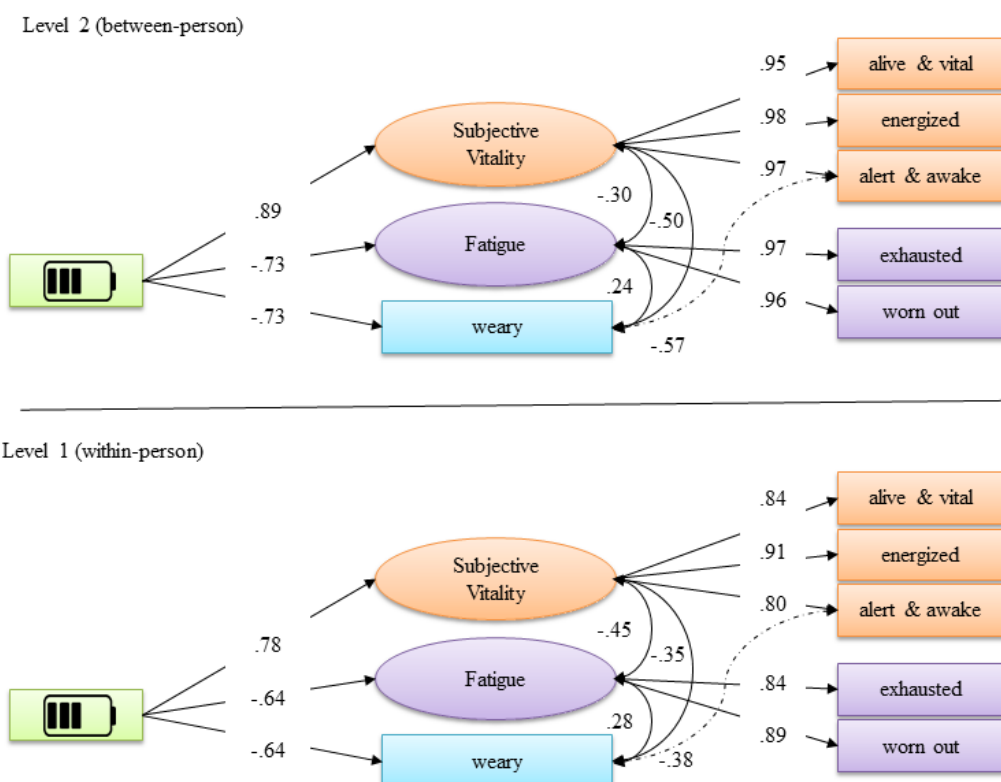 Level 2 (between-person)
.95
alive & vital
Subjective
Vitality
.98
energized
.97
alert & awake
-.30
-.50
.89
Fatigue
.97
exhausted
-.73
.24
.96
worn out
-.73
weary
-.57
Level 1 (within-person)
.84
alive & vital
Subjective
Vitality
.91
energized
.80
alert & awake
-.45
-.35
.78
Fatigue
.84
exhausted
-.64
.28
.89
worn out
-.64
weary
-.38